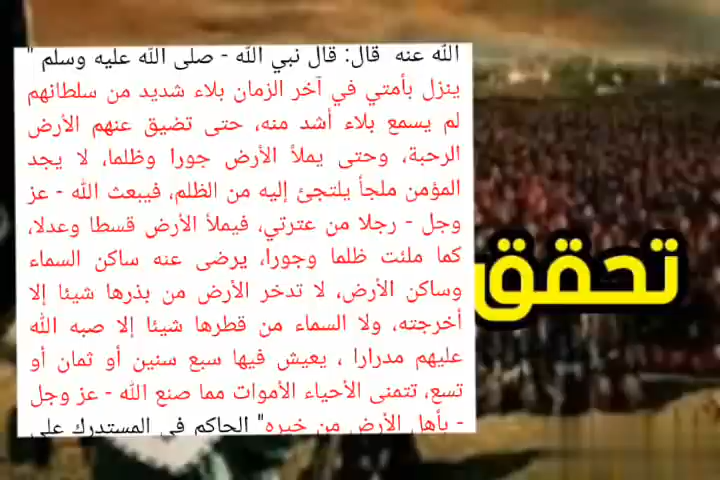 الله عنه قال: قال نبي الله - صلى الله عليه وسلم "
ينزل بأمتي في آخر الزمان بلاء شديد من سلطانهم
لم يسمع بلاء أشد منه، حتى تضيق عنهم الأرض
الرحبة، وحتى يملأ الأرض جورا وظلما، لا يجد
المؤمن ملجأ يلتجئ إليه من الظلم، فيبعث الله - عز
وجل - رجلا من عترتي، فيملأ الأرض قسطا وعدلا،
كما ملئت ظلما وجورا، يرضى عنه ساكن السماء
وساكن الأرض، لا تدخر الأرض من بذرها شيئا إلا
أخرجته، ولا السماء من قطرها شيئا إلا صبه الله
عليهم مدرارا ، يعيش فيها سبع سنين أو ثمان أو
تسع، تتمنى الأحياء الأموات مما صنع الله - عز وجل
- بأهل الأرض من خيره" الحاكم في المستدرك على
تحقق